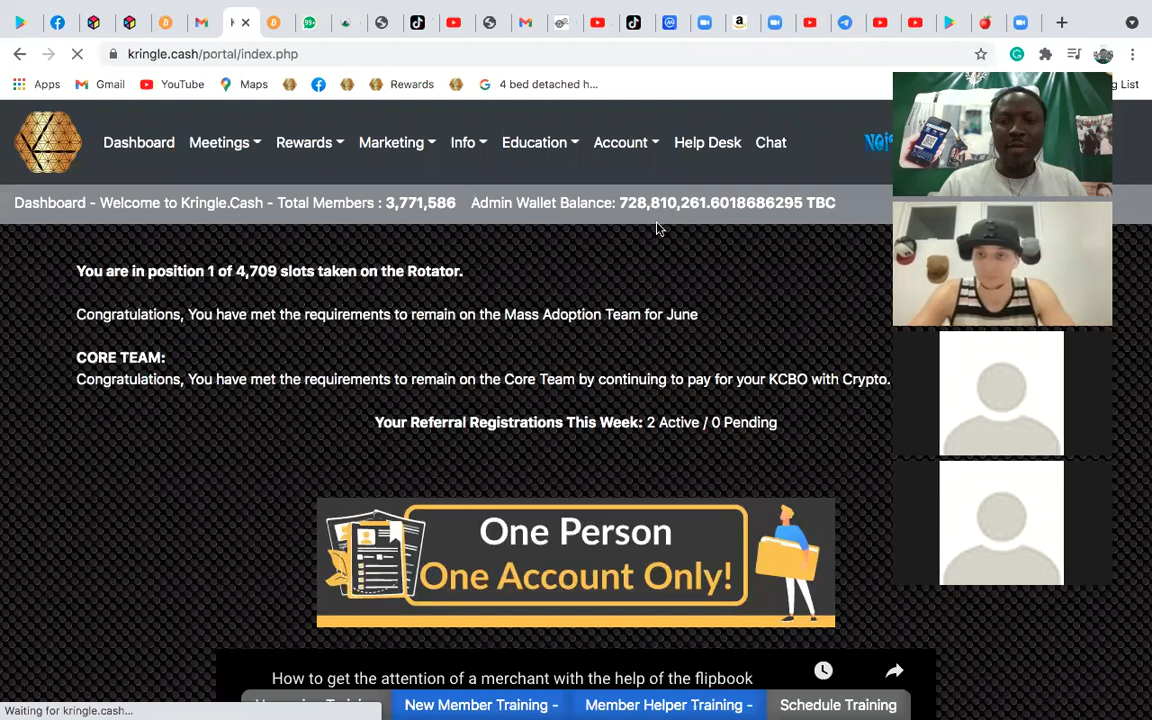 kringle.cash/portal/index.php
Apps Gmail YouTube Maps Rewards 4 bed detached h...
g List
Dashboard Meetings Rewards Marketing Info Education Account Help Desk Chat
Dashboard - Welcome to Kringle.Cash - Total Members : 3,771,586 Admin Wallet Balance: 728,810,261.6018686295 TBC
You are in position 1 of 4,709 slots taken on the Rotator.
Congratulations, You have met the requirements to remain on the Mass Adoption Team for June
CORE TEAM:
Congratulations, You have met the requirements to remain on the Core Team by continuing to pay for your KCBO with Crypto.
Your Referral Registrations This Week: 2 Active / 0 Pending
One Person
One Account Only!
How to get the attention of a merchant with the help of the flipbook
New Member Training - Member Helper Training - Schedule Training
Waiting for kringle.cash...